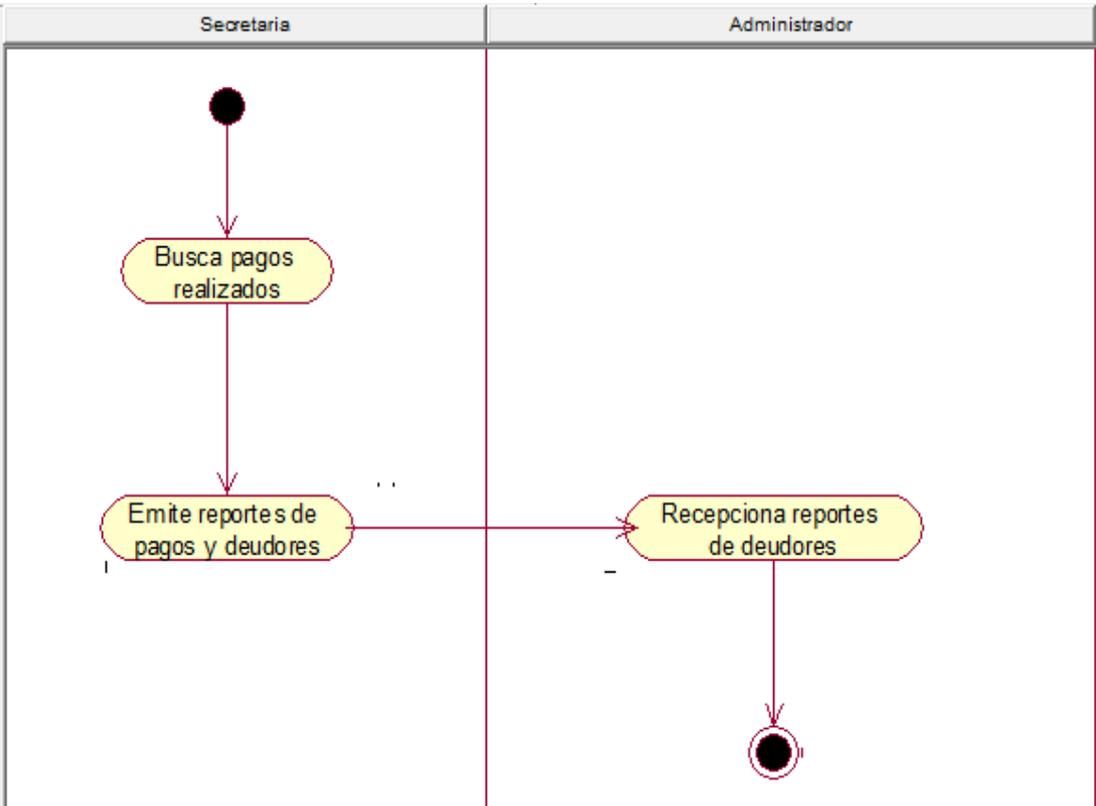 Secretaria
Administrador
Busca pagos
realizados
Emite reportes de
pagos y deudores
Recepciona reportes
de deudores